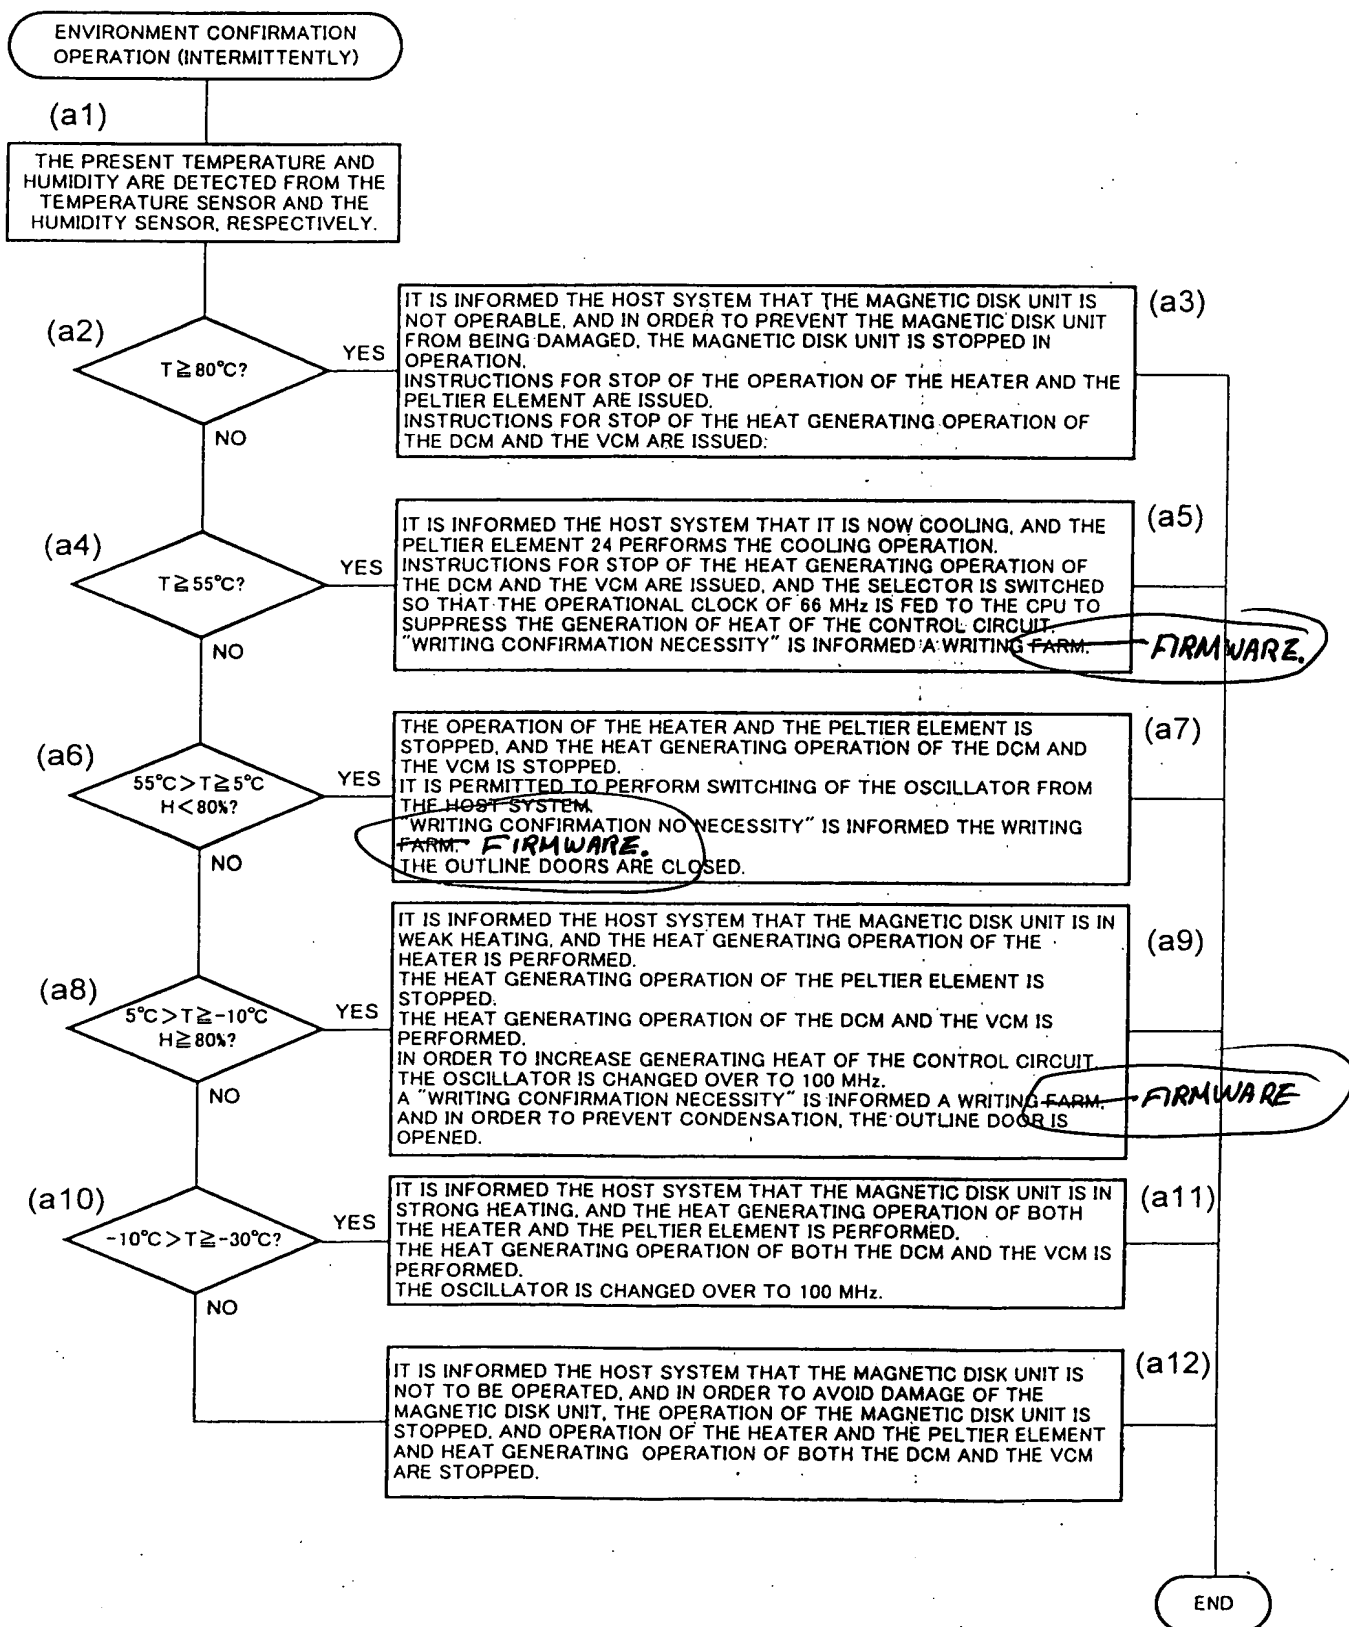 ENVIRONMENT CONFIRMATION
OPERATION (INTERMITTENTLY)
(a1)
THE PRESENT TEMPERATURE AND
HUMIDITY ARE DETECTED FROM THE
TEMPERATURE SENSOR AND THE
HUMIDITY SENSOR, RESPECTIVELY.
(a2)
T≧80°C?
YES
NO
(a3)
IT IS INFORMED THE HOST SYSTEM THAT THE MAGNETIC DISK UNIT IS
NOT OPERABLE, AND IN ORDER TO PREVENT THE MAGNETIC DISK UNIT
FROM BEING DAMAGED, THE MAGNETIC DISK UNIT IS STOPPED IN
OPERATION.
INSTRUCTIONS FOR STOP OF THE OPERATION OF THE HEATER AND THE
PELTIER ELEMENT ARE ISSUED.
INSTRUCTIONS FOR STOP OF THE HEAT GENERATING OPERATION OF
THE DCM AND THE VCM ARE ISSUED.
(a4)
T≧55°C?
YES
NO
(a5)
IT IS INFORMED THE HOST SYSTEM THAT IT IS NOW COOLING, AND THE
PELTIER ELEMENT 24 PERFORMS THE COOLING OPERATION.
INSTRUCTIONS FOR STOP OF THE HEAT GENERATING OPERATION OF
THE DCM AND THE VCM ARE ISSUED, AND THE SELECTOR IS SWITCHED
SO THAT THE OPERATIONAL CLOCK OF 66 MHz IS FED TO THE CPU TO
SUPPRESS THE GENERATION OF HEAT OF THE CONTROL CIRCUIT.
"WRITING CONFIRMATION NECESSITY" IS INFORMED A WRITING FARM. FIRMWARE.
(a6)
55°C>T≧5°C
H<80%?
YES
NO
(a7)
THE OPERATION OF THE HEATER AND THE PELTIER ELEMENT IS
STOPPED, AND THE HEAT GENERATING OPERATION OF THE DCM AND
THE VCM IS STOPPED.
IT IS PERMITTED TO PERFORM SWITCHING OF THE OSCILLATOR FROM
THE HOST SYSTEM.
"WRITING CONFIRMATION NO NECESSITY" IS INFORMED THE WRITING
FARM. FIRMWARE.
THE OUTLINE DOORS ARE CLOSED.
(a8)
5°C>T≧-10°C
H≧80%?
YES
NO
(a9)
IT IS INFORMED THE HOST SYSTEM THAT THE MAGNETIC DISK UNIT IS IN
WEAK HEATING, AND THE HEAT GENERATING OPERATION OF THE
HEATER IS PERFORMED.
THE HEAT GENERATING OPERATION OF THE PELTIER ELEMENT IS
STOPPED.
THE HEAT GENERATING OPERATION OF THE DCM AND THE VCM IS
PERFORMED.
IN ORDER TO INCREASE GENERATING HEAT OF THE CONTROL CIRCUIT,
THE OSCILLATOR IS CHANGED OVER TO 100 MHz.
A "WRITING CONFIRMATION NECESSITY" IS INFORMED A WRITING FARM, FIRMWARE
AND IN ORDER TO PREVENT CONDENSATION, THE OUTLINE DOOR IS
OPENED.
(a10)
-10°C>T≧-30°C?
YES
NO
(a11)
IT IS INFORMED THE HOST SYSTEM THAT THE MAGNETIC DISK UNIT IS IN
STRONG HEATING, AND THE HEAT GENERATING OPERATION OF BOTH
THE HEATER AND THE PELTIER ELEMENT IS PERFORMED.
THE HEAT GENERATING OPERATION OF BOTH THE DCM AND THE VCM IS
PERFORMED.
THE OSCILLATOR IS CHANGED OVER TO 100 MHz.
(a12)
IT IS INFORMED THE HOST SYSTEM THAT THE MAGNETIC DISK UNIT IS
NOT TO BE OPERATED, AND IN ORDER TO AVOID DAMAGE OF THE
MAGNETIC DISK UNIT, THE OPERATION OF THE MAGNETIC DISK UNIT IS
STOPPED, AND OPERATION OF THE HEATER AND THE PELTIER ELEMENT
AND HEAT GENERATING OPERATION OF BOTH THE DCM AND THE VCM
ARE STOPPED.
END